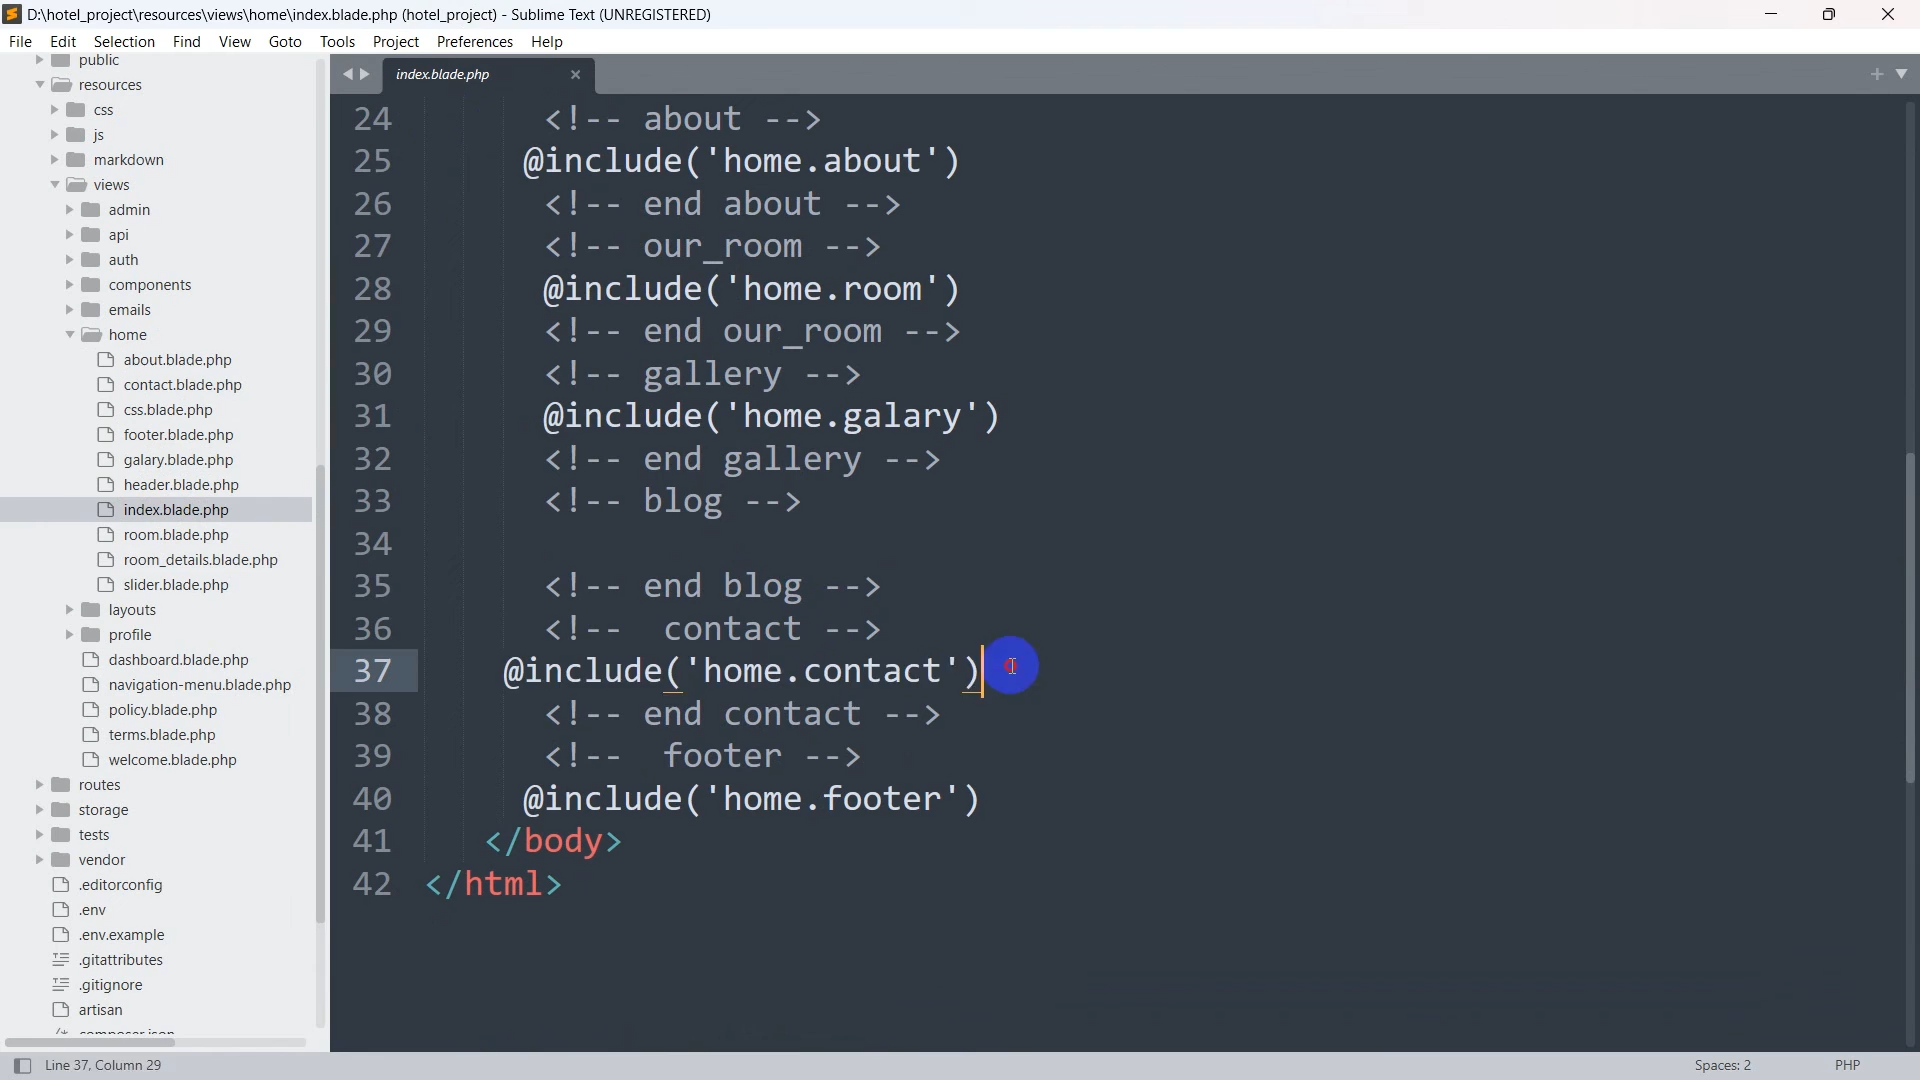 D:\hotel_project\resources\views\home\index.blade.php (hotel_project) - Sublime Text (UNREGISTERED)
File Edit Selection Find View Goto Tools Project Preferences Help
public
resources
css
js
markdown
views
admin
api
auth
components
emails
home
about.blade.php
contact.blade.php
css.blade.php
footer.blade.php
galary.blade.php
header.blade.php
index.blade.php
room.blade.php
room_details.blade.php
slider.blade.php
layouts
profile
dashboard.blade.php
navigation-menu.blade.php
policy.blade.php
terms.blade.php
welcome.blade.php
routes
storage
tests
vendor
.editorconfig
.env
.env.example
.gitattributes
.gitignore
artisan
composer.json
index.blade.php
24 <!-- about -->
25 @include('home.about')
26 <!-- end about -->
27 <!-- our_room -->
28 @include('home.room')
29 <!-- end our_room -->
30 <!-- gallery -->
31 @include('home.galary')
32 <!-- end gallery -->
33 <!-- blog -->
34
35 <!-- end blog -->
36 <!--  contact -->
37 @include('home.contact')
38 <!-- end contact -->
39 <!--  footer -->
40 @include('home.footer')
41 </body>
42 </html>
Line 37, Column 29
Spaces: 2
PHP